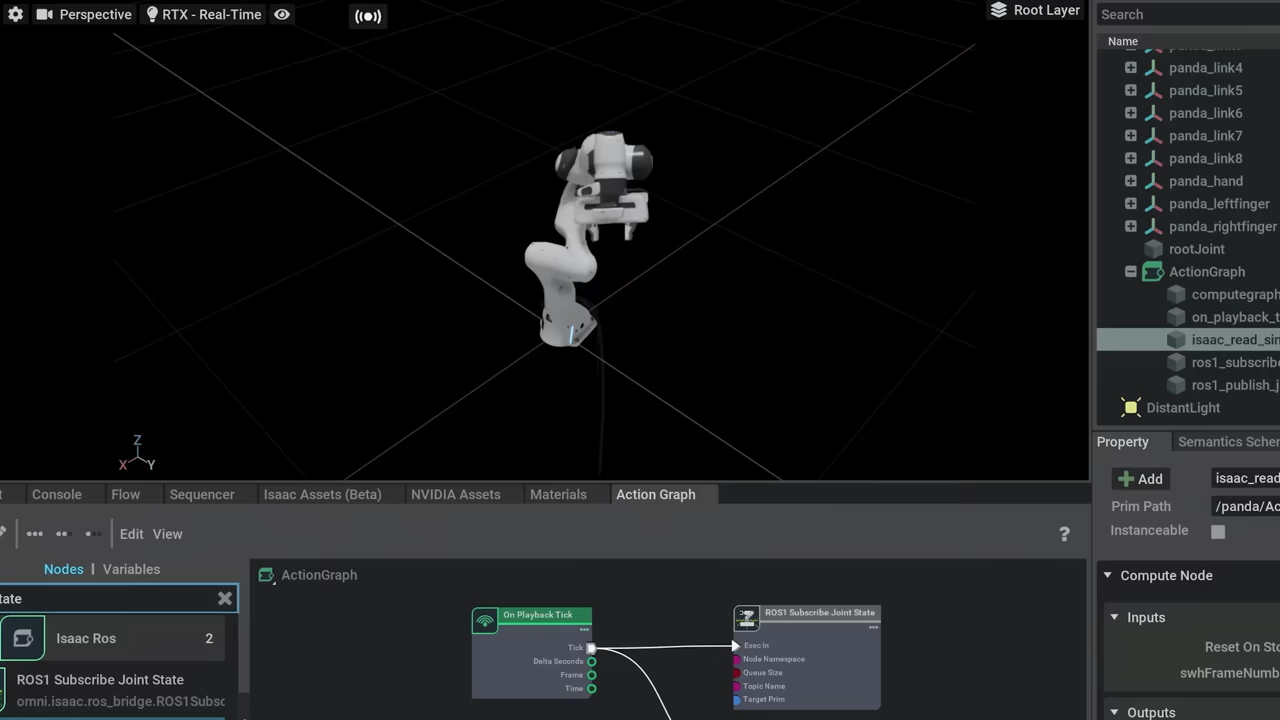 Perspective
RTX - Real-Time
Root Layer
Search
Name
panda_link4
panda_link5
panda_link6
panda_link7
panda_link8
panda_hand
panda_leftfinger
panda_rightfinger
rootJoint
ActionGraph
computegraph
on_playback_t
isaac_read_sin
ros1_subscribe
ros1_publish_j
DistantLight
Z
X
Y
t
Console
Flow
Sequencer
Isaac Assets (Beta)
NVIDIA Assets
Materials
Action Graph
Property
Semantics Schem
Add
isaac_read
Prim Path
/panda/Ac
Instanceable
Edit
View
?
Nodes | Variables
tate
Isaac Ros
2
ROS1 Subscribe Joint State
omni.isaac.ros_bridge.ROS1Subsc
ActionGraph
On Playback Tick
Tick
Delta Seconds
Frame
Time
ROS1 Subscribe Joint State
Exec In
Node Namespace
Queue Size
Topic Name
Target Prim
Compute Node
Inputs
Reset On Sto
swhFrameNumb
Outputs